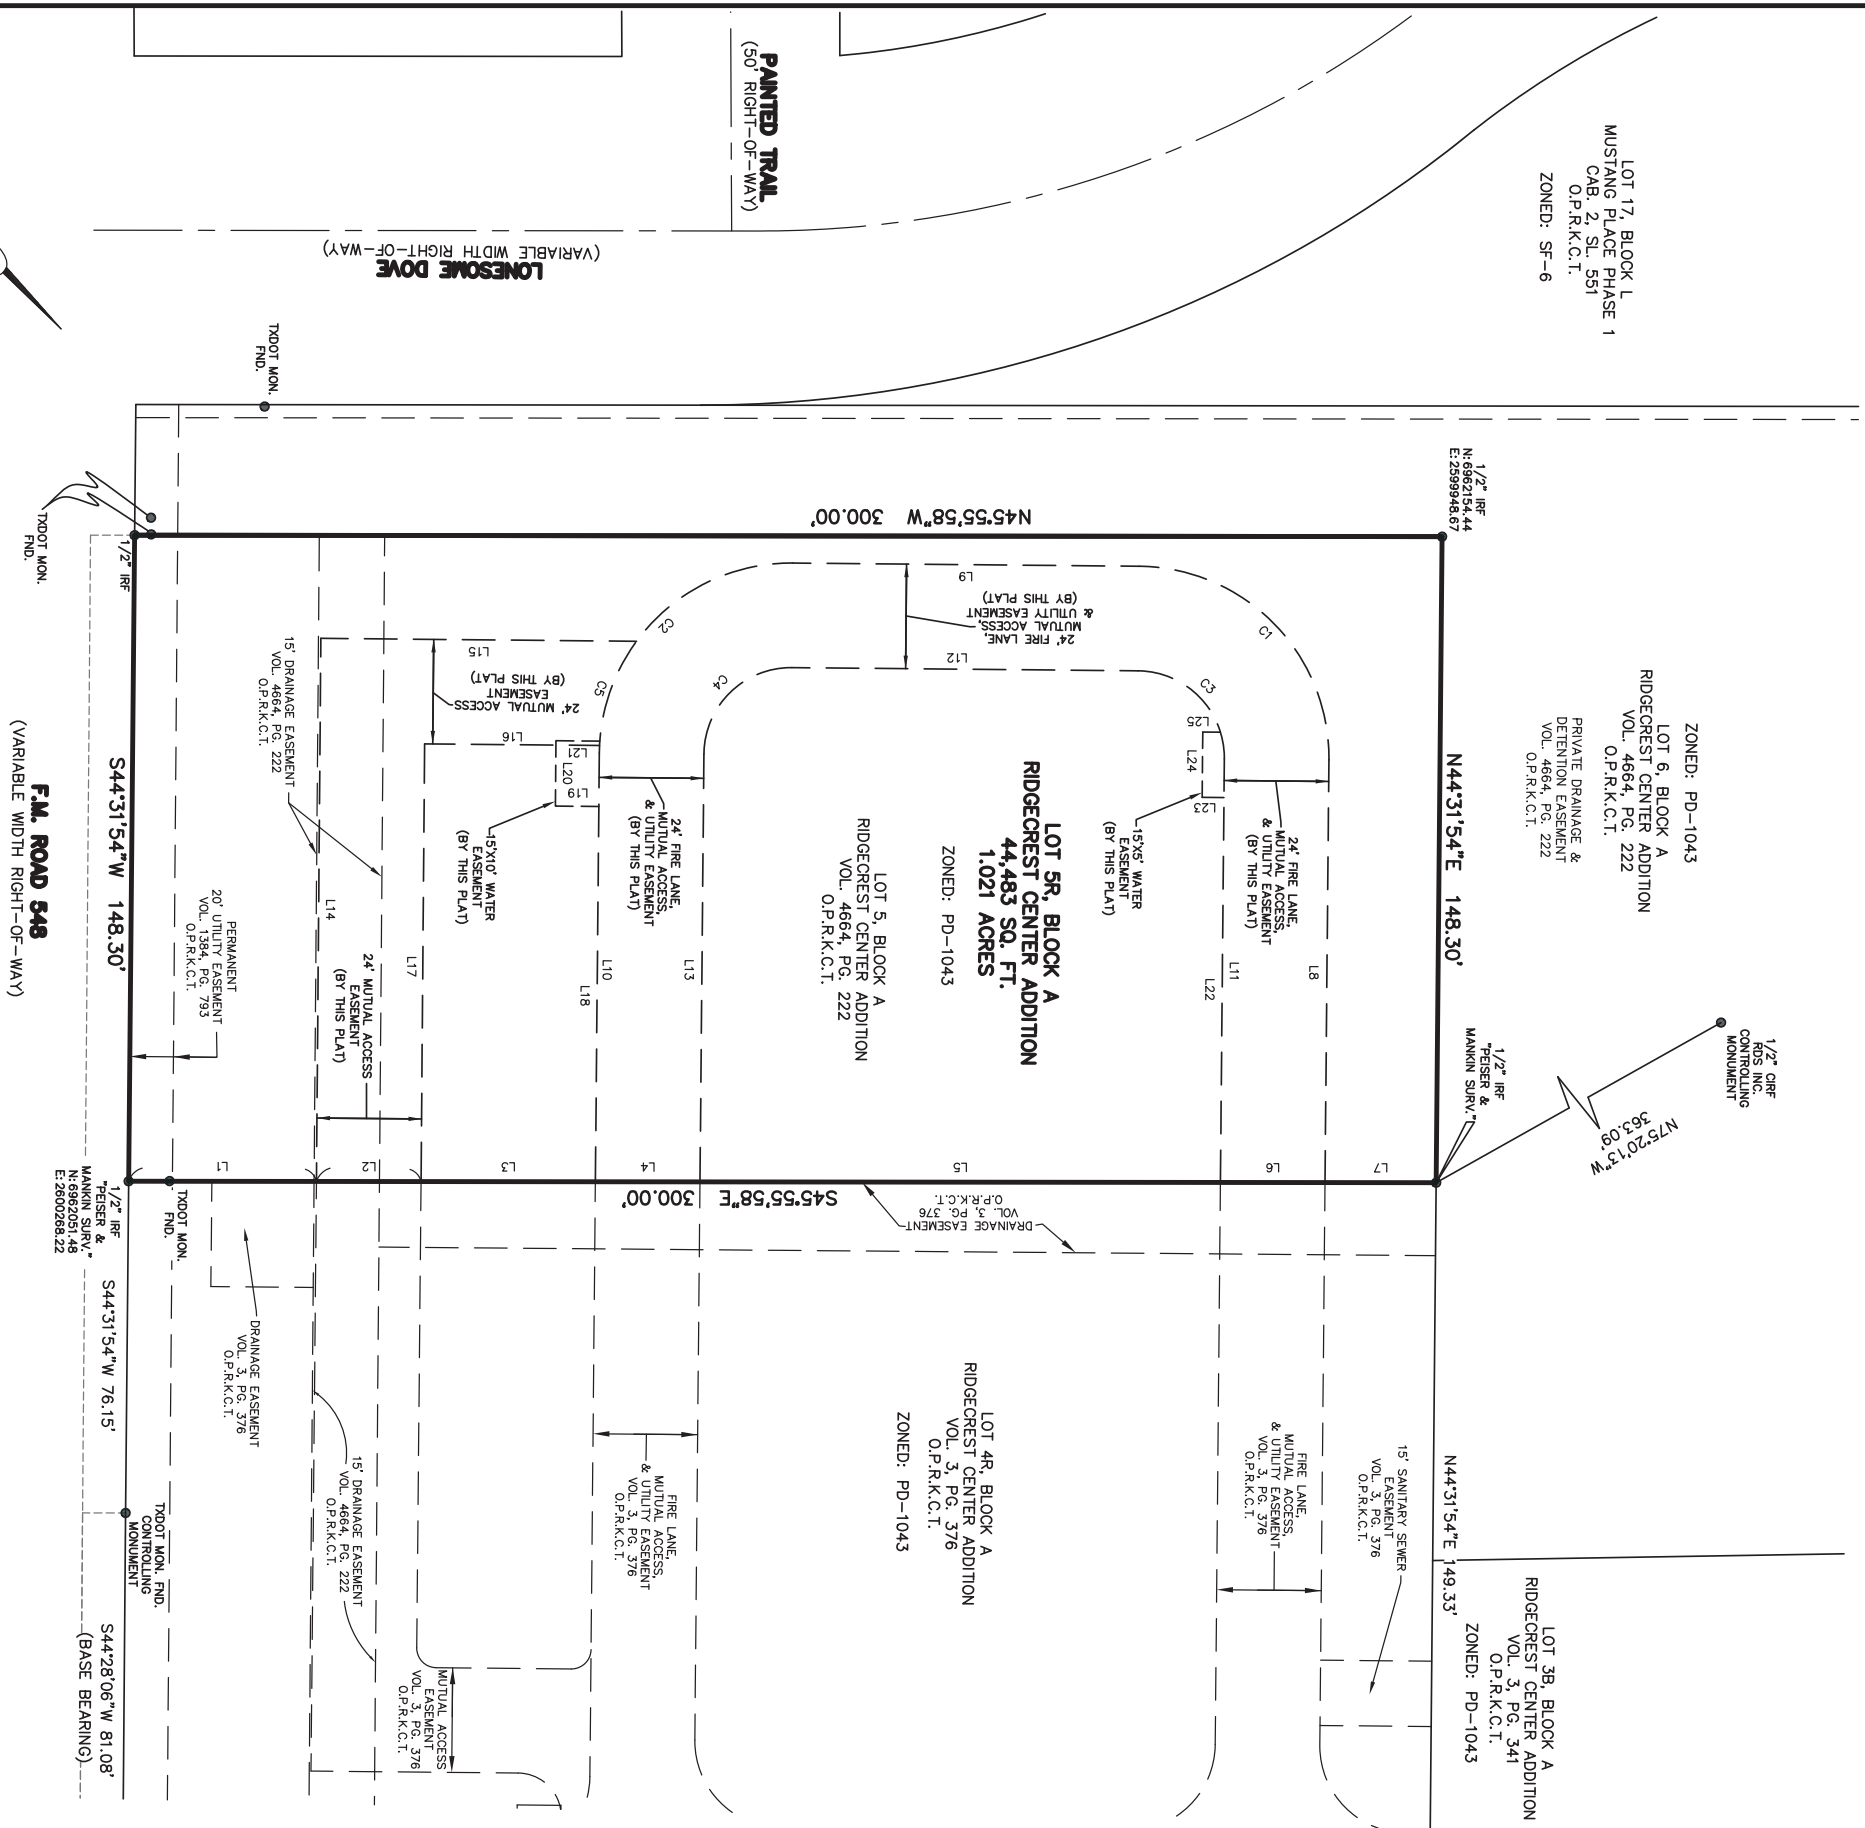 PAINTED TRAIL
(50' RIGHT-OF-WAY)
LONESOME DOVE
(VARIABLE WIDTH RIGHT-OF-WAY)
LOT 17, BLOCK L
MUSTANG PLACE PHASE 1
CAB. 2, SL. 551
O.P.R.K.C.T.
ZONED: SF-6
TXDOT MON.
FND.
TXDOT MON.
FND.
1/2" IRF
1/2" IRF
N: 6962154.44
E: 2599948.67
N45°55'58"W 300.00'
ZONED: PD-1043
LOT 6, BLOCK A
RIDGECREST CENTER ADDITION
VOL. 4664, PG. 222
O.P.R.K.C.T.
PRIVATE DRAINAGE &
DETENTION EASEMENT
VOL. 4664, PG. 222
O.P.R.K.C.T.
N44°31'54"E 148.30'
1/2" CIRF
RDS INC.
CONTROLLING
MONUMENT
N75°20'13"W
363.09'
1/2" IRF
"PEISER &
MANKIN SURV."
L9
24' FIRE LANE,
MUTUAL ACCESS,
& UTILITY EASEMENT
(BY THIS PLAT)
L12
C1
C2
C3
C4
C5
L15
24' MUTUAL ACCESS
EASEMENT
(BY THIS PLAT)
L16
L21
L20
L19
L25
L24
L23
15'X5' WATER
EASEMENT
(BY THIS PLAT)
24' FIRE LANE,
MUTUAL ACCESS,
& UTILITY EASEMENT
(BY THIS PLAT)
LOT 5R, BLOCK A
RIDGECREST CENTER ADDITION
44,483 SQ. FT.
1.021 ACRES
ZONED: PD-1043
LOT 5, BLOCK A
RIDGECREST CENTER ADDITION
VOL. 4664, PG. 222
O.P.R.K.C.T.
24' FIRE LANE,
MUTUAL ACCESS,
& UTILITY EASEMENT
(BY THIS PLAT)
15'X10' WATER
EASEMENT
(BY THIS PLAT)
15' DRAINAGE EASEMENT
VOL. 4664, PG. 222
O.P.R.K.C.T.
PERMANENT
20' UTILITY EASEMENT
VOL. 1384, PG. 793
O.P.R.K.C.T.
24' MUTUAL ACCESS
EASEMENT
(BY THIS PLAT)
L8
L11
L22
L13
L10
L18
L17
L14
L1
L2
L3
L4
L5
L6
L7
S44°31'54"W 148.30'
F.M. ROAD 548
(VARIABLE WIDTH RIGHT-OF-WAY)
S45°55'58"E 300.00'
DRAINAGE EASEMENT
VOL. 3, PG. 376
O.P.R.K.C.T.
TXDOT MON.
FND.
1/2" IRF
"PEISER &
MANKIN SURV."
N: 6962051.48
E: 2600268.22
S44°31'54"W 76.15'
DRAINAGE EASEMENT
VOL. 3, PG. 376
O.P.R.K.C.T.
15' DRAINAGE EASEMENT
VOL. 4664, PG. 222
O.P.R.K.C.T.
TXDOT MON. FND.
CONTROLLING
MONUMENT
S44°28'06"W 81.08'
(BASE BEARING)
MUTUAL ACCESS
EASEMENT
VOL. 3, PG. 376
O.P.R.K.C.T.
FIRE LANE,
MUTUAL ACCESS,
& UTILITY EASEMENT
VOL. 3, PG. 376
O.P.R.K.C.T.
LOT 4R, BLOCK A
RIDGECREST CENTER ADDITION
VOL. 3, PG. 376
O.P.R.K.C.T.
ZONED: PD-1043
FIRE LANE,
MUTUAL ACCESS,
& UTILITY EASEMENT
VOL. 3, PG. 376
O.P.R.K.C.T.
15' SANITARY SEWER
EASEMENT
VOL. 3, PG. 376
O.P.R.K.C.T.
N44°31'54"E 149.33'
LOT 3B, BLOCK A
RIDGECREST CENTER ADDITION
VOL. 3, PG. 341
O.P.R.K.C.T.
ZONED: PD-1043